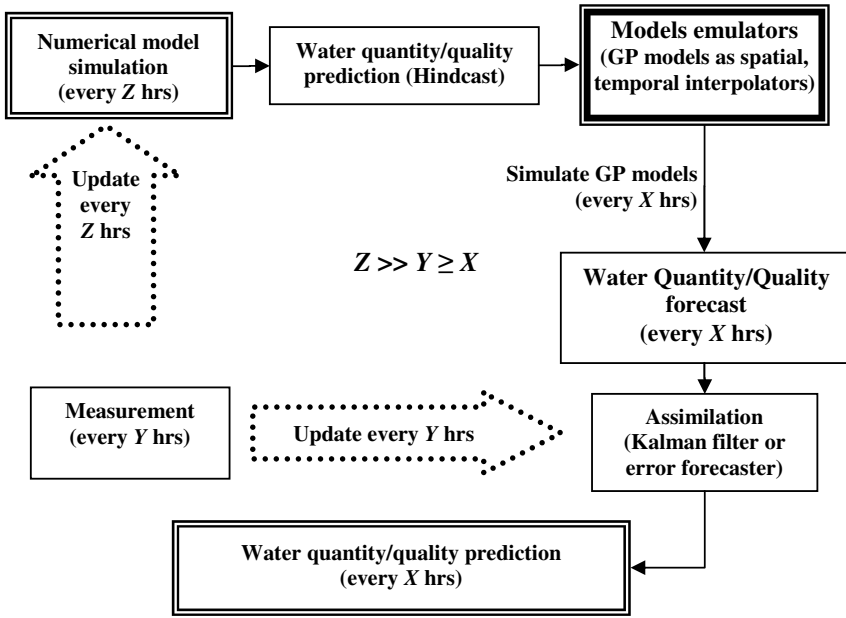 Numerical model
simulation
(every Z hrs)
Water quantity/quality
prediction (Hindcast)
Models emulators
(GP models as spatial,
temporal interpolators)
Update
every
Z hrs
Simulate GP models
(every X hrs)
Z >> Y ≥ X
Water Quantity/Quality
forecast
(every X hrs)
Measurement
(every Y hrs)
Update every Y hrs
Assimilation
(Kalman filter or
error forecaster)
Water quantity/quality prediction
(every X hrs)